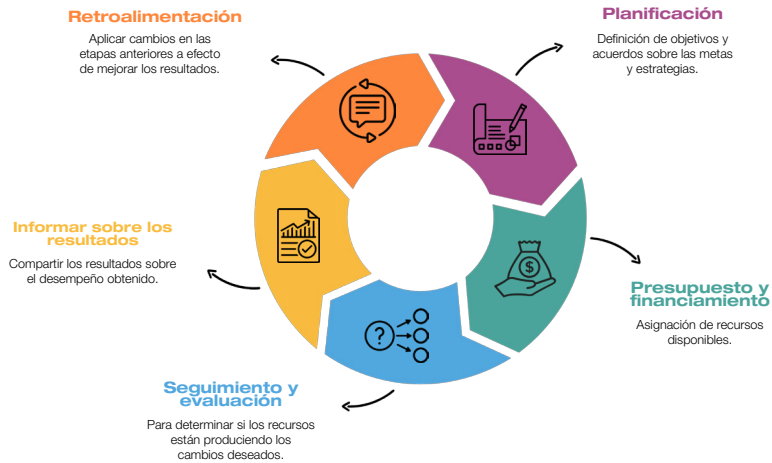 Planificación
Definición de objetivos y
acuerdos sobre las metas
y estrategias.
Presupuesto y
financiamiento
Asignación de recursos
disponibles.
Seguimiento y
evaluación
Para determinar si los recursos
están produciendo los
cambios deseados.
Informar sobre los
resultados
Compartir los resultados sobre
el desempeño obtenido.
Retroalimentación
Aplicar cambios en las
etapas anteriores a efecto
de mejorar los resultados.
?
$